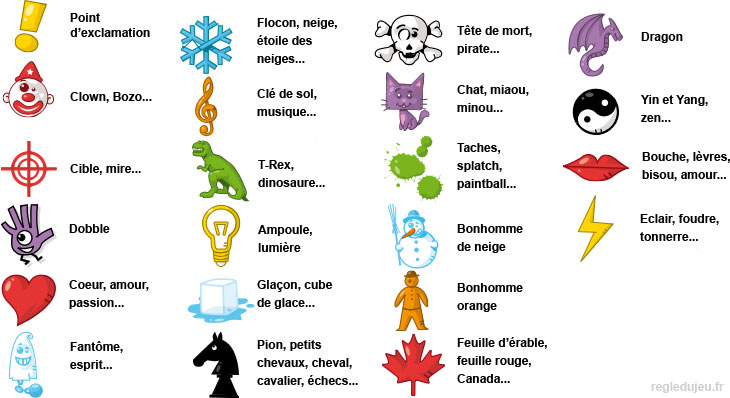 Point
d'exclamation
Clown, Bozo...
Cible, mire...
Dobble
Coeur, amour,
passion...
Fantôme,
esprit...
Flocon, neige,
étoile des
neiges...
Clé de sol,
musique...
T-Rex,
dinosaure...
Ampoule,
lumière
Glaçon, cube
de glace...
Pion, petits
chevaux, cheval,
cavalier, échecs...
Tête de mort,
pirate...
Chat, miaou,
minou...
Taches,
splatch,
paintball...
Bonhomme
de neige
Bonhomme
orange
Feuille d'érable,
feuille rouge,
Canada...
Dragon
Yin et Yang,
zen...
Bouche, lèvres,
bisou, amour...
Eclair, foudre,
tonnerre...
regledujeu.fr